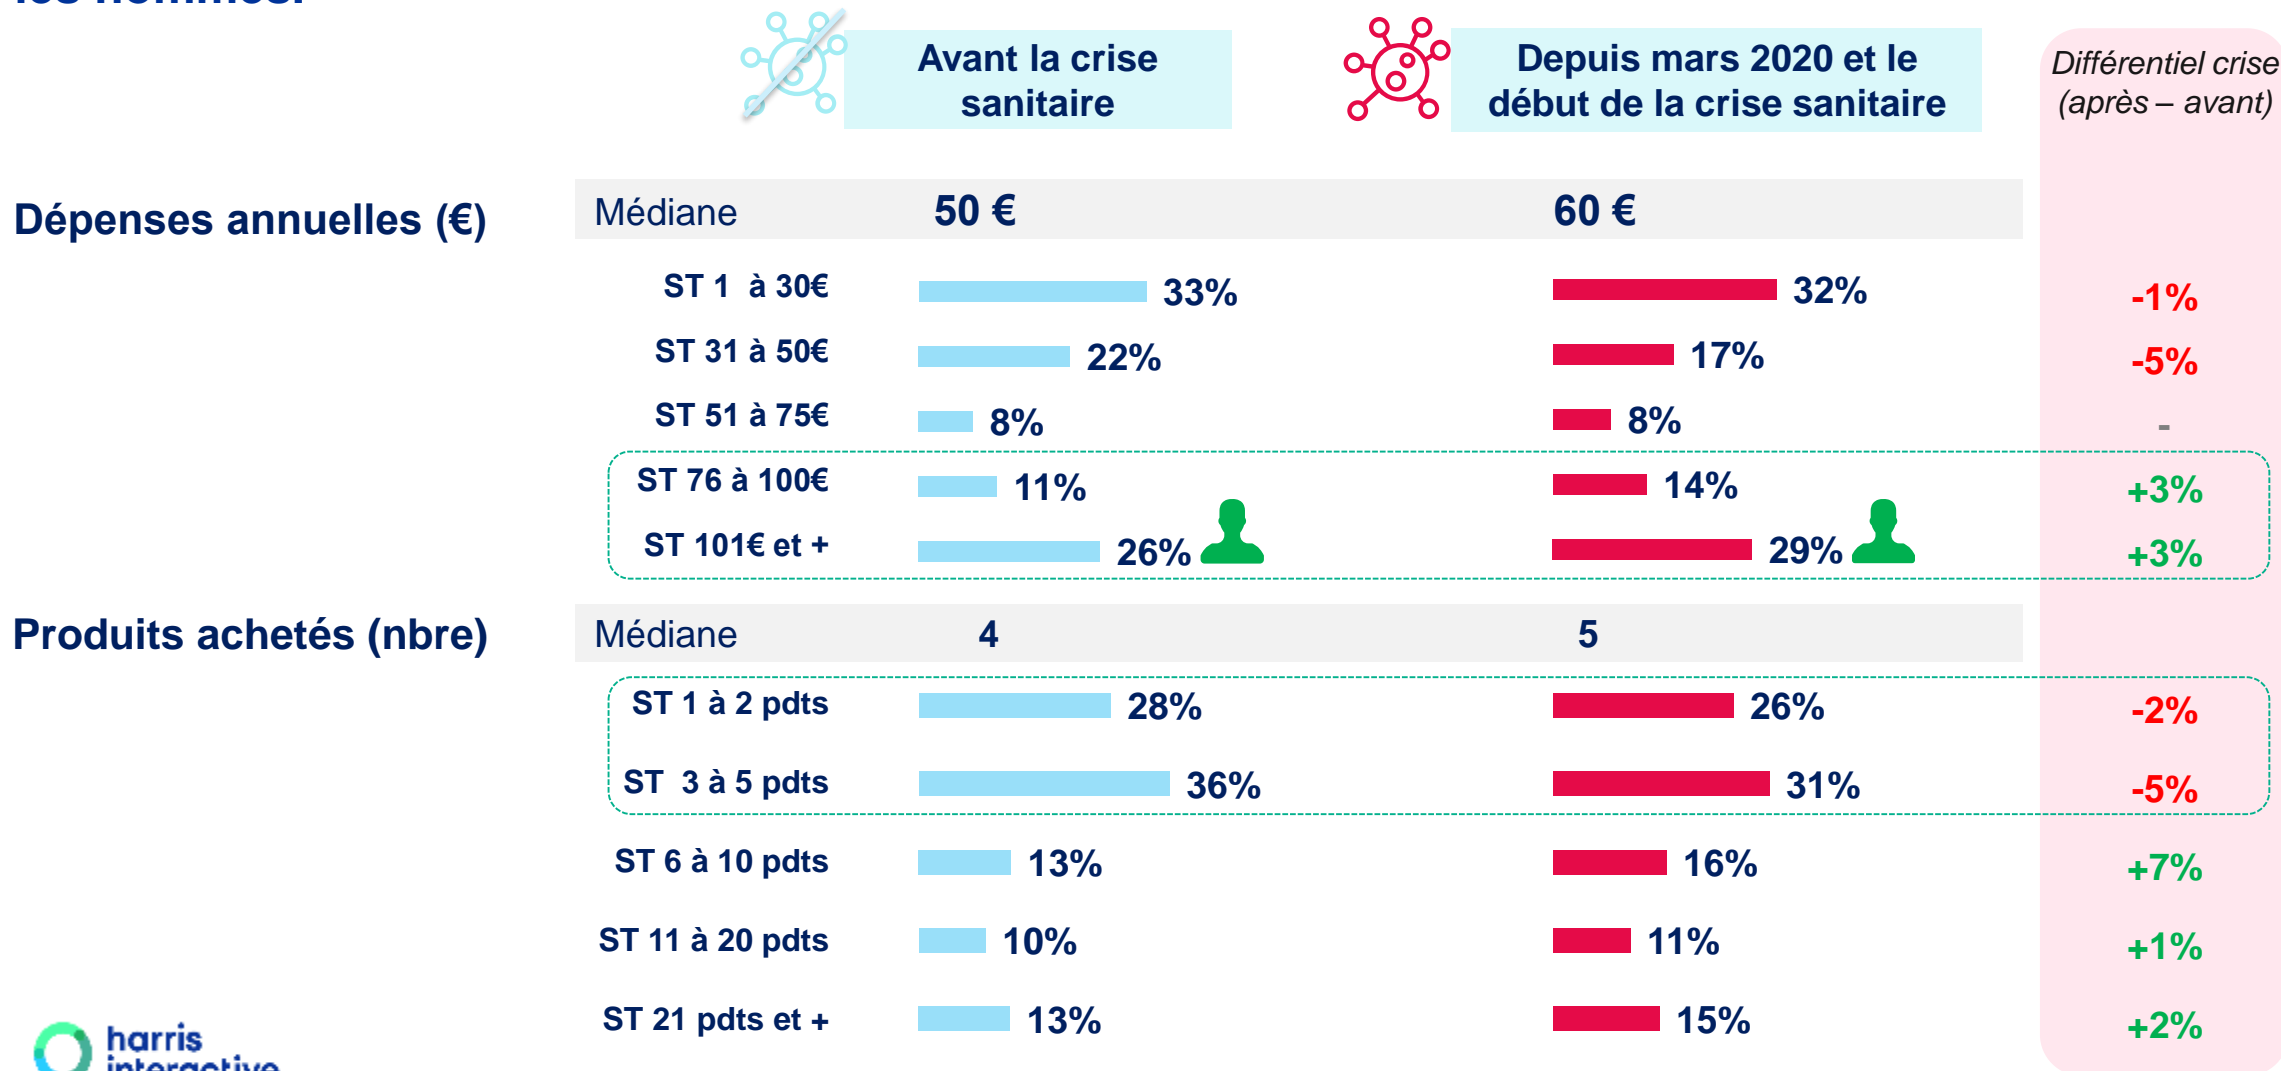 les hommes.
Avant la crise
sanitaire
Depuis mars 2020 et le
début de la crise sanitaire
Différentiel crise
(après – avant)
Dépenses annuelles (€)
Médiane 50 € 60 €
ST 1 à 30€ 33% 32% -1%
ST 31 à 50€ 22% 17% -5%
ST 51 à 75€ 8% 8% -
ST 76 à 100€ 11% 14% +3%
ST 101€ et + 26% 29% +3%
Produits achetés (nbre)
Médiane 4 5
ST 1 à 2 pdts 28% 26% -2%
ST 3 à 5 pdts 36% 31% -5%
ST 6 à 10 pdts 13% 16% +7%
ST 11 à 20 pdts 10% 11% +1%
ST 21 pdts et + 13% 15% +2%
harris
interactive